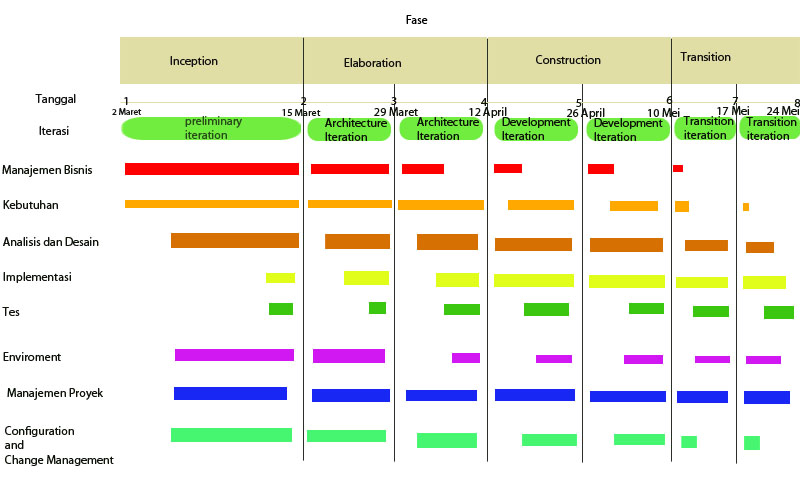 Fase
Inception
Elaboration
Construction
Transition
Tanggal
1 2 3 4 5 6 7 8
2 Maret 15 Maret 29 Maret 12 April 26 April 10 Mei 17 Mei 24 Mei
Iterasi
preliminary
iteration
Architecture
Iteration
Architecture
Iteration
Development
Iteration
Development
Iteration
Transition
iteration
Transition
iteration
Manajemen Bisnis
Kebutuhan
Analisis dan Desain
Implementasi
Tes
Enviroment
Manajemen Proyek
Configuration
and
Change Management